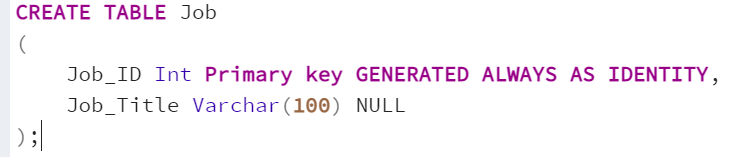 CREATE TABLE Job
(
    Job_ID Int Primary key GENERATED ALWAYS AS IDENTITY,
    Job_Title Varchar(100) NULL
);